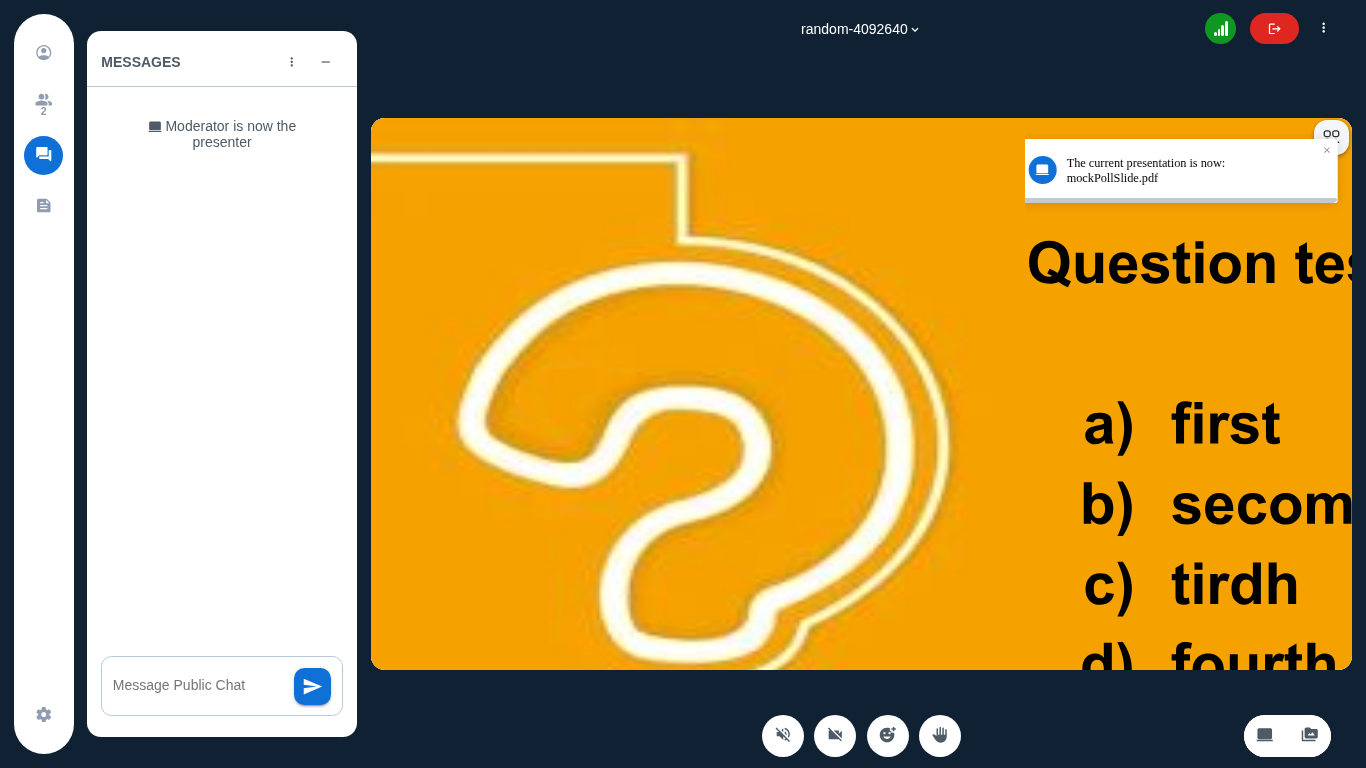 random-4092640
MESSAGES
2
Moderator is now the
presenter
The current presentation is now:
mockPollSlide.pdf
Question tes
a) first
b) secom
c) tirdh
d) fourth
Message Public Chat